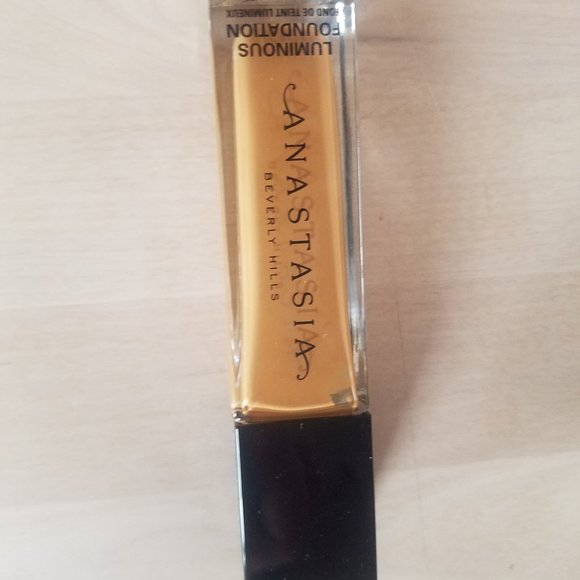 LUMINOUS
FOUNDATION
FOND DE TEINT LUMINEUX
ANASTASIA
BEVERLY HILLS